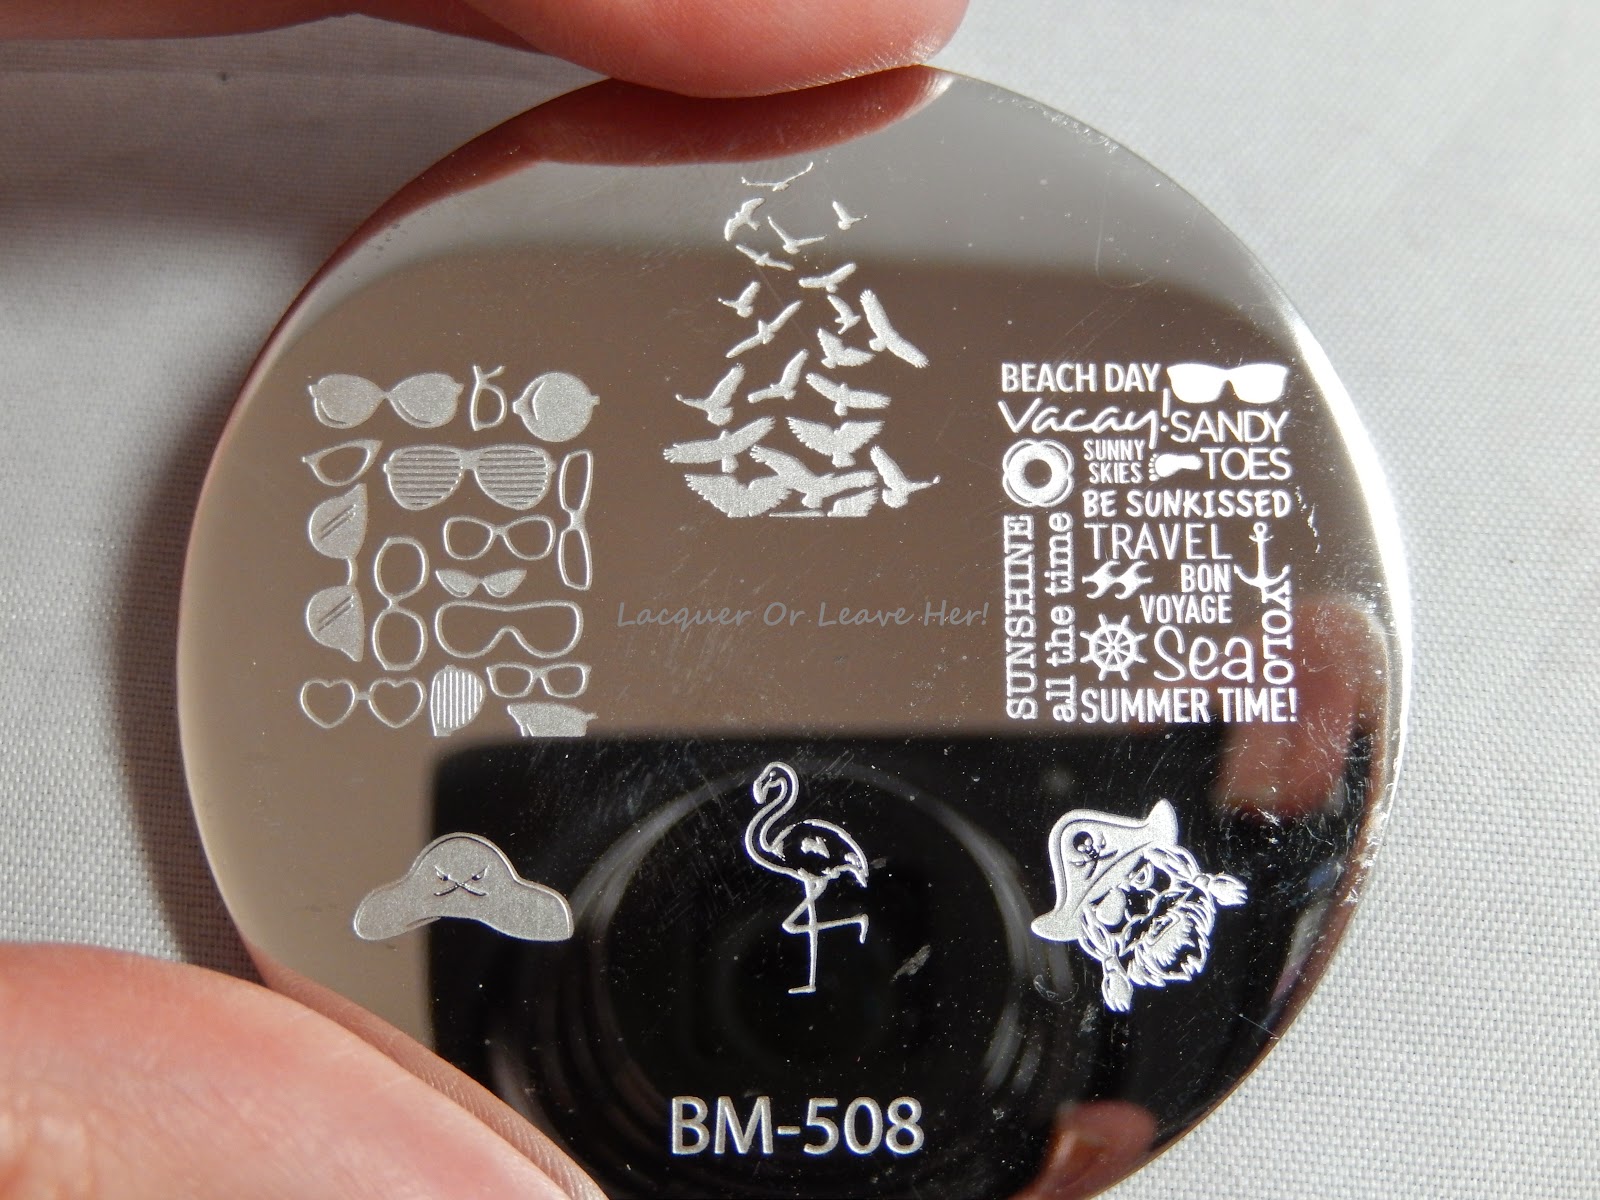 BEACH DAY
Vacay!
SANDY
SUNNY
SKIES
TOES
BE SUNKISSED
SUNSHINE
all the time
TRAVEL
BON
VOYAGE
YOLO
Sea
SUMMER TIME!
Lacquer Or Leave Her!
BM-508